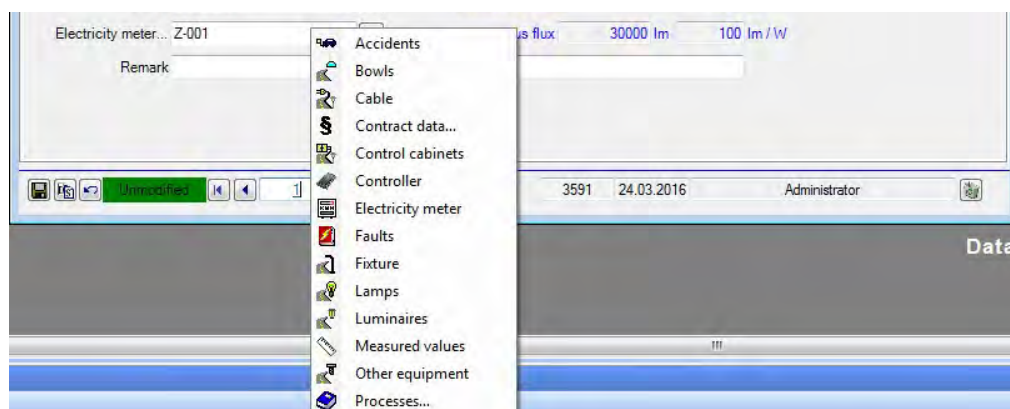 Electricity meter... Z-001
us flux 30000 lm 100 lm / W
Remark
Accidents
Bowls
Cable
Contract data...
Control cabinets
Controller
Electricity meter
Faults
Fixture
Lamps
Luminaires
Measured values
Other equipment
Processes...
Unmodified 1 3591 24.03.2016 Administrator
Data